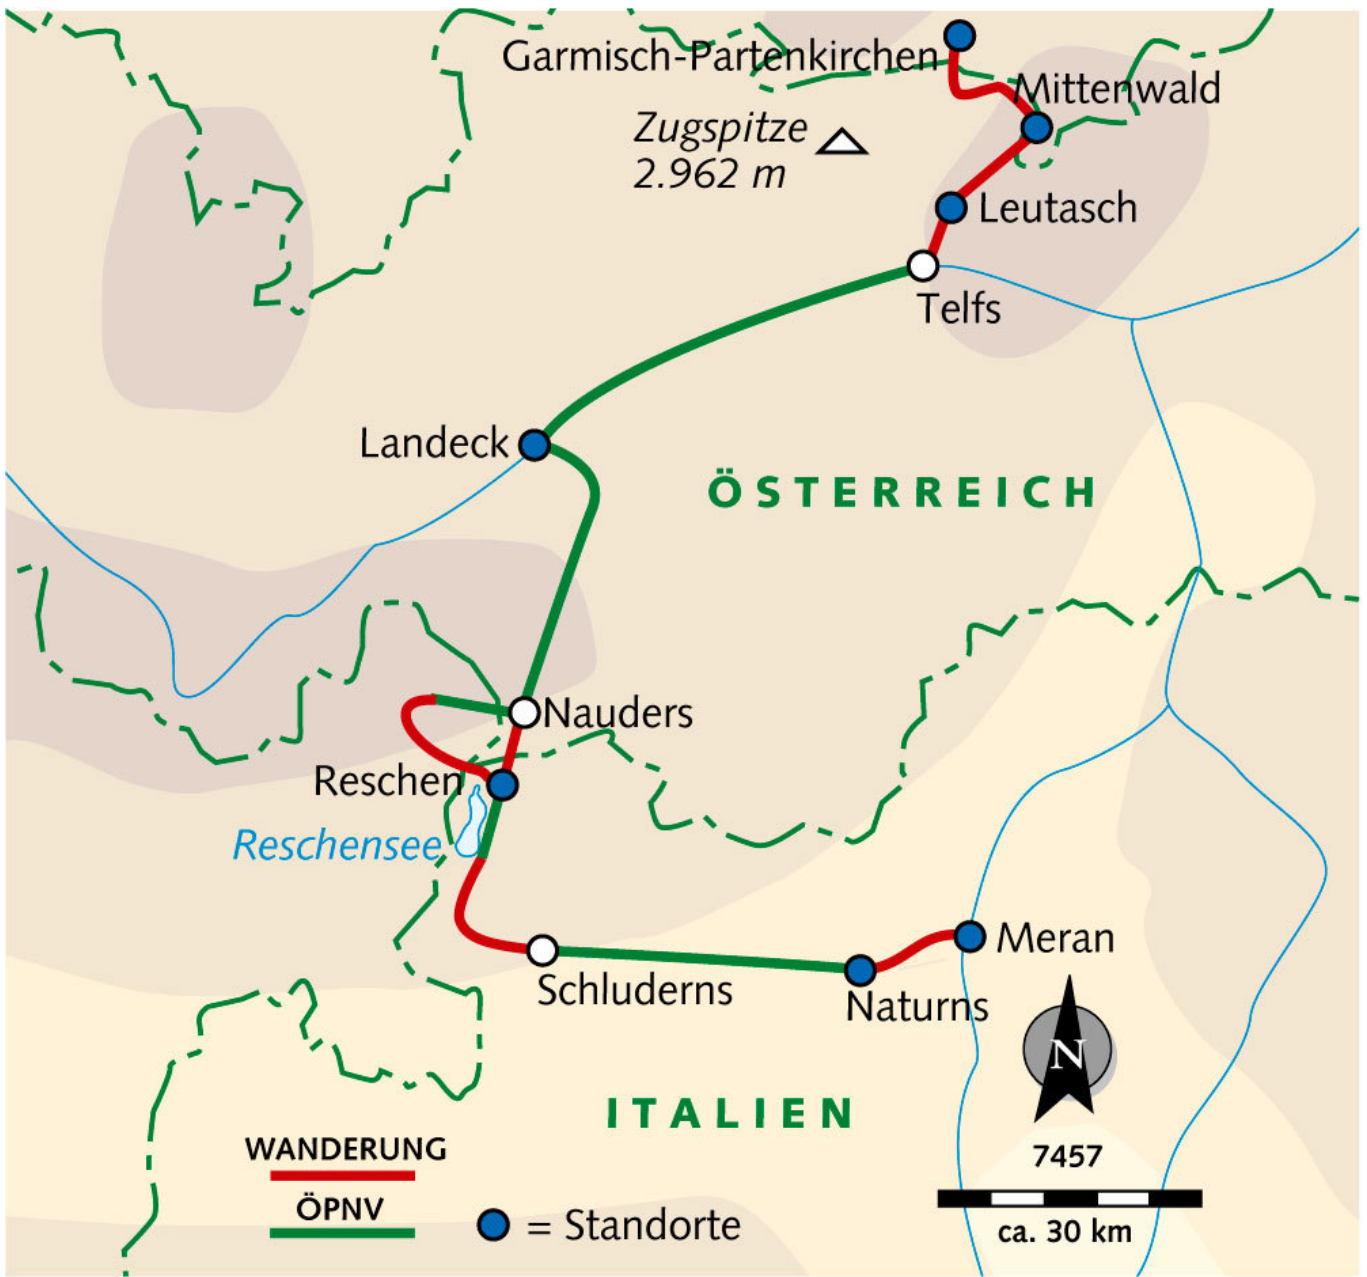 Garmisch-Partenkirchen
Mittenwald
Zugspitze
2.962 m
Leutasch
Telfs
Landeck
ÖSTERREICH
Nauders
Reschen
Reschensee
Meran
Schluderns
Naturns
N
ITALIEN
WANDERUNG
7457
ÖPNV
= Standorte
ca. 30 km